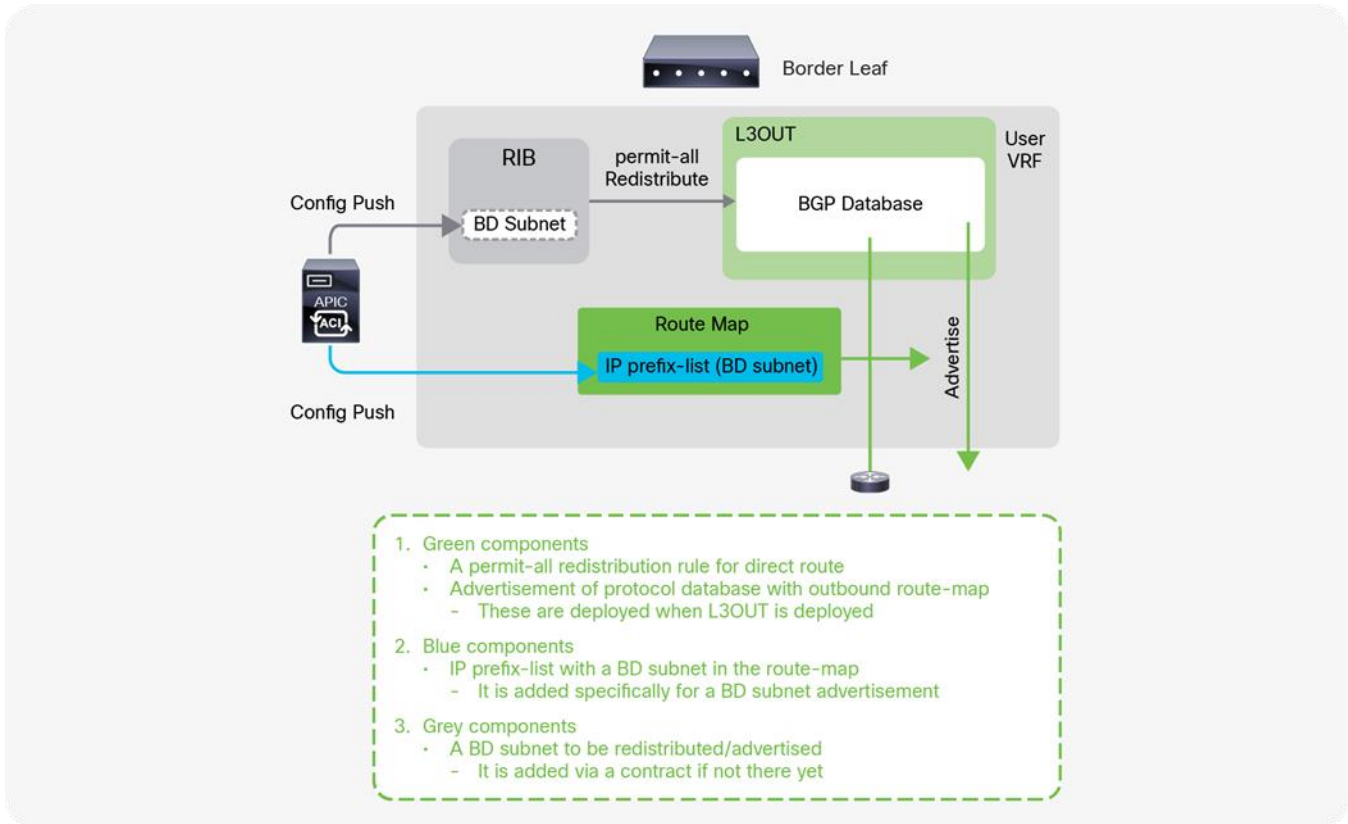 Border Leaf
L3OUT
User
VRF
RIB
permit-all
Redistribute
BGP Database
Config Push
BD Subnet
APIC
ACI
Route Map
IP prefix-list (BD subnet)
Advertise
Config Push
1. Green components
• A permit-all redistribution rule for direct route
• Advertisement of protocol database with outbound route-map
- These are deployed when L3OUT is deployed
2. Blue components
• IP prefix-list with a BD subnet in the route-map
- It is added specifically for a BD subnet advertisement
3. Grey components
• A BD subnet to be redistributed/advertised
- It is added via a contract if not there yet